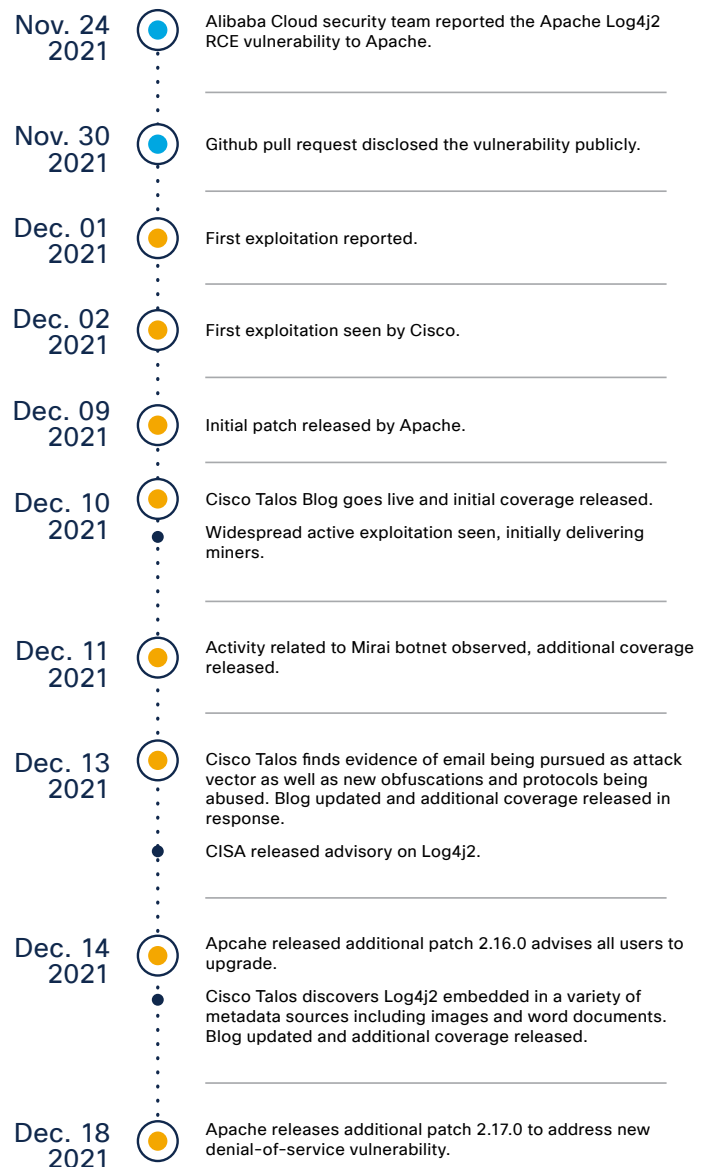 Nov. 24
2021
Alibaba Cloud security team reported the Apache Log4j2
RCE vulnerability to Apache.
Nov. 30
2021
Github pull request disclosed the vulnerability publicly.
Dec. 01
2021
First exploitation reported.
Dec. 02
2021
First exploitation seen by Cisco.
Dec. 09
2021
Initial patch released by Apache.
Dec. 10
2021
Cisco Talos Blog goes live and initial coverage released.
Widespread active exploitation seen, initially delivering
miners.
Dec. 11
2021
Activity related to Mirai botnet observed, additional coverage
released.
Dec. 13
2021
Cisco Talos finds evidence of email being pursued as attack
vector as well as new obfuscations and protocols being
abused. Blog updated and additional coverage released in
response.
CISA released advisory on Log4j2.
Dec. 14
2021
Apcahe released additional patch 2.16.0 advises all users to
upgrade.
Cisco Talos discovers Log4j2 embedded in a variety of
metadata sources including images and word documents.
Blog updated and additional coverage released.
Dec. 18
2021
Apache releases additional patch 2.17.0 to address new
denial-of-service vulnerability.